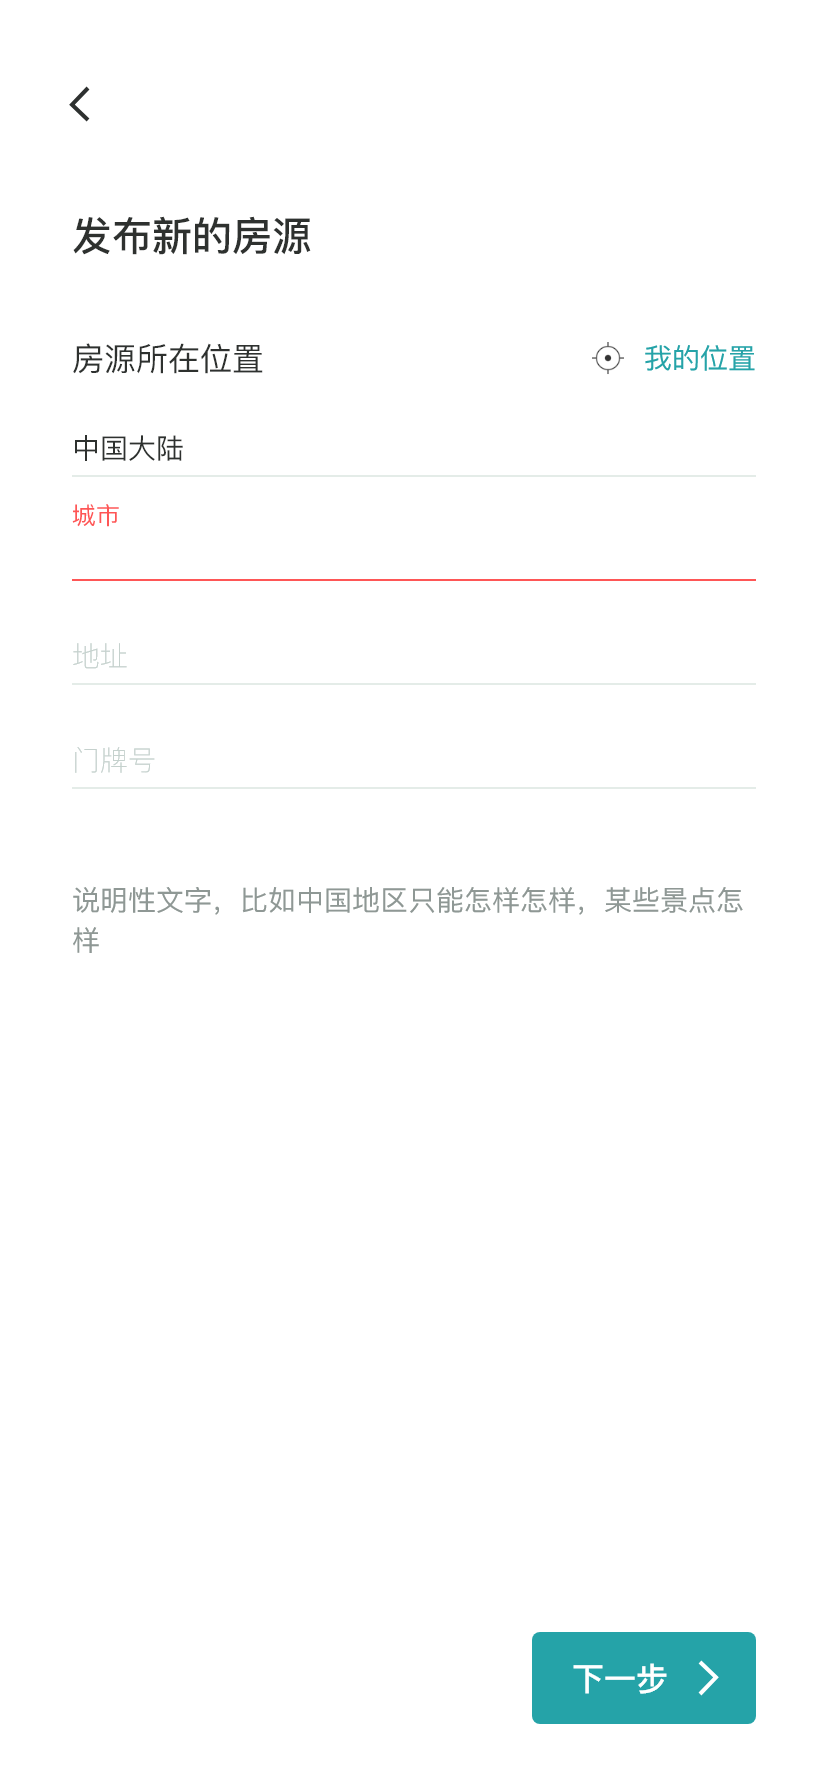 发布新的房源
房源所在位置
我的位置
中国大陆
城市
地址
门牌号
说明性文字，比如中国地区只能怎样怎样，某些景点怎
样
下一步